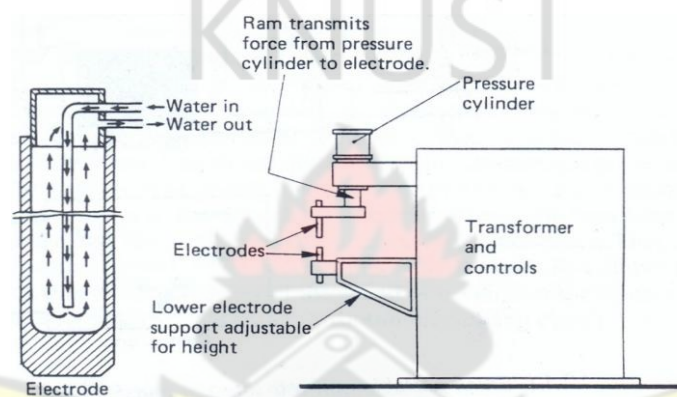 KNUST
Ram transmits
force from pressure
cylinder to electrode.
Pressure
cylinder
Water in
Water out
Electrodes
Transformer
and
controls
Lower electrode
support adjustable
for height
Electrode